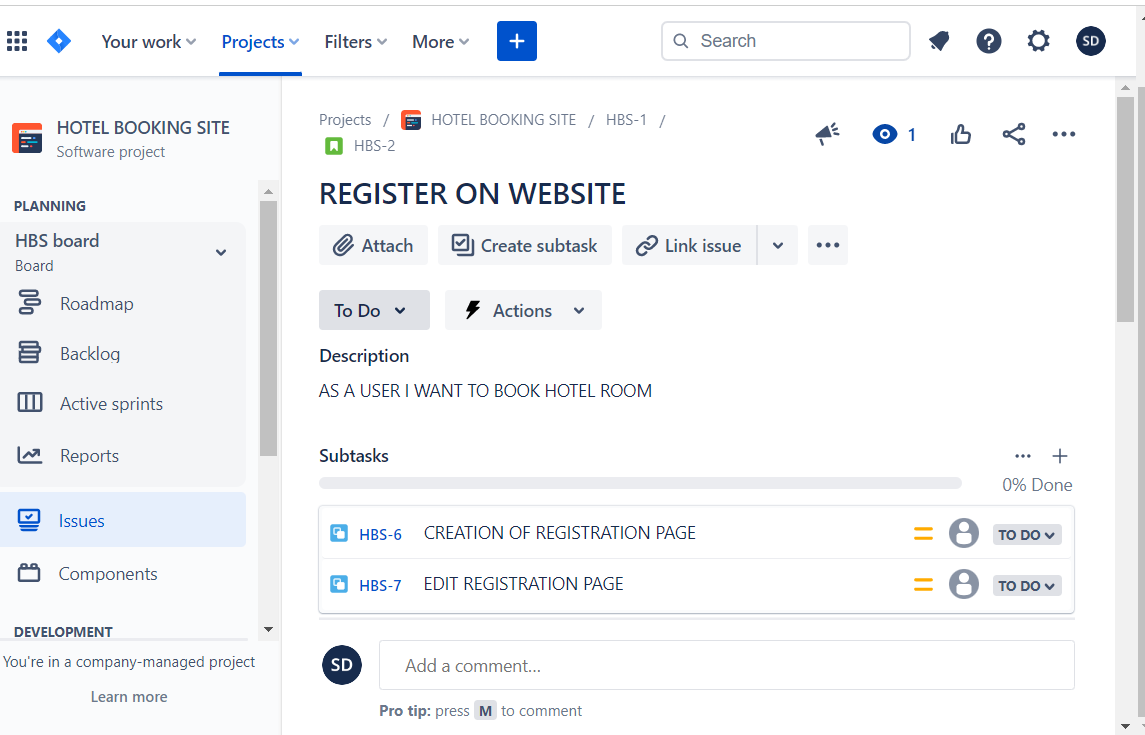 Your work Projects Filters More + Search ? SD
HOTEL BOOKING SITE
Software project
PLANNING
HBS board
Board
Roadmap
Backlog
Active sprints
Reports
Issues
Components
DEVELOPMENT
You're in a company-managed project
Learn more
Projects / HOTEL BOOKING SITE / HBS-1 /
HBS-2
1
REGISTER ON WEBSITE
Attach Create subtask Link issue
To Do Actions
Description
AS A USER I WANT TO BOOK HOTEL ROOM
Subtasks
0% Done
HBS-6 CREATION OF REGISTRATION PAGE TO DO
HBS-7 EDIT REGISTRATION PAGE TO DO
SD Add a comment...
Pro tip: press M to comment